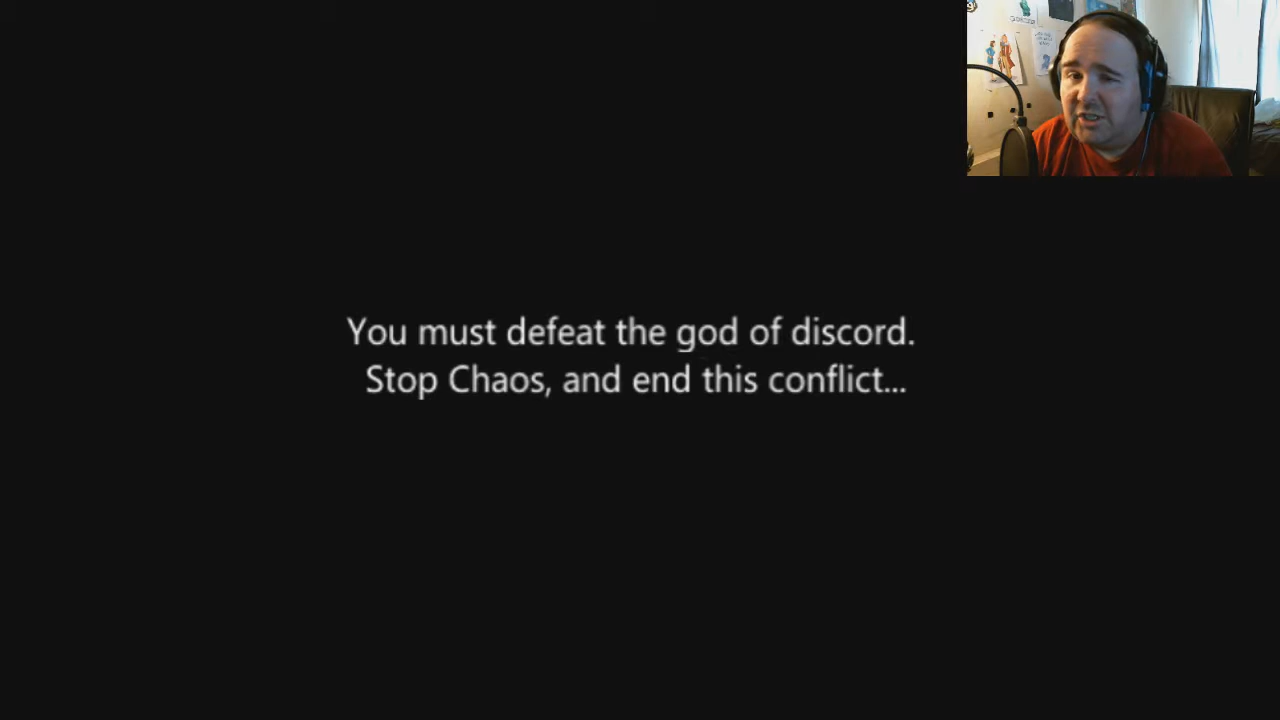 You must defeat the god of discord.
Stop Chaos, and end this conflict...